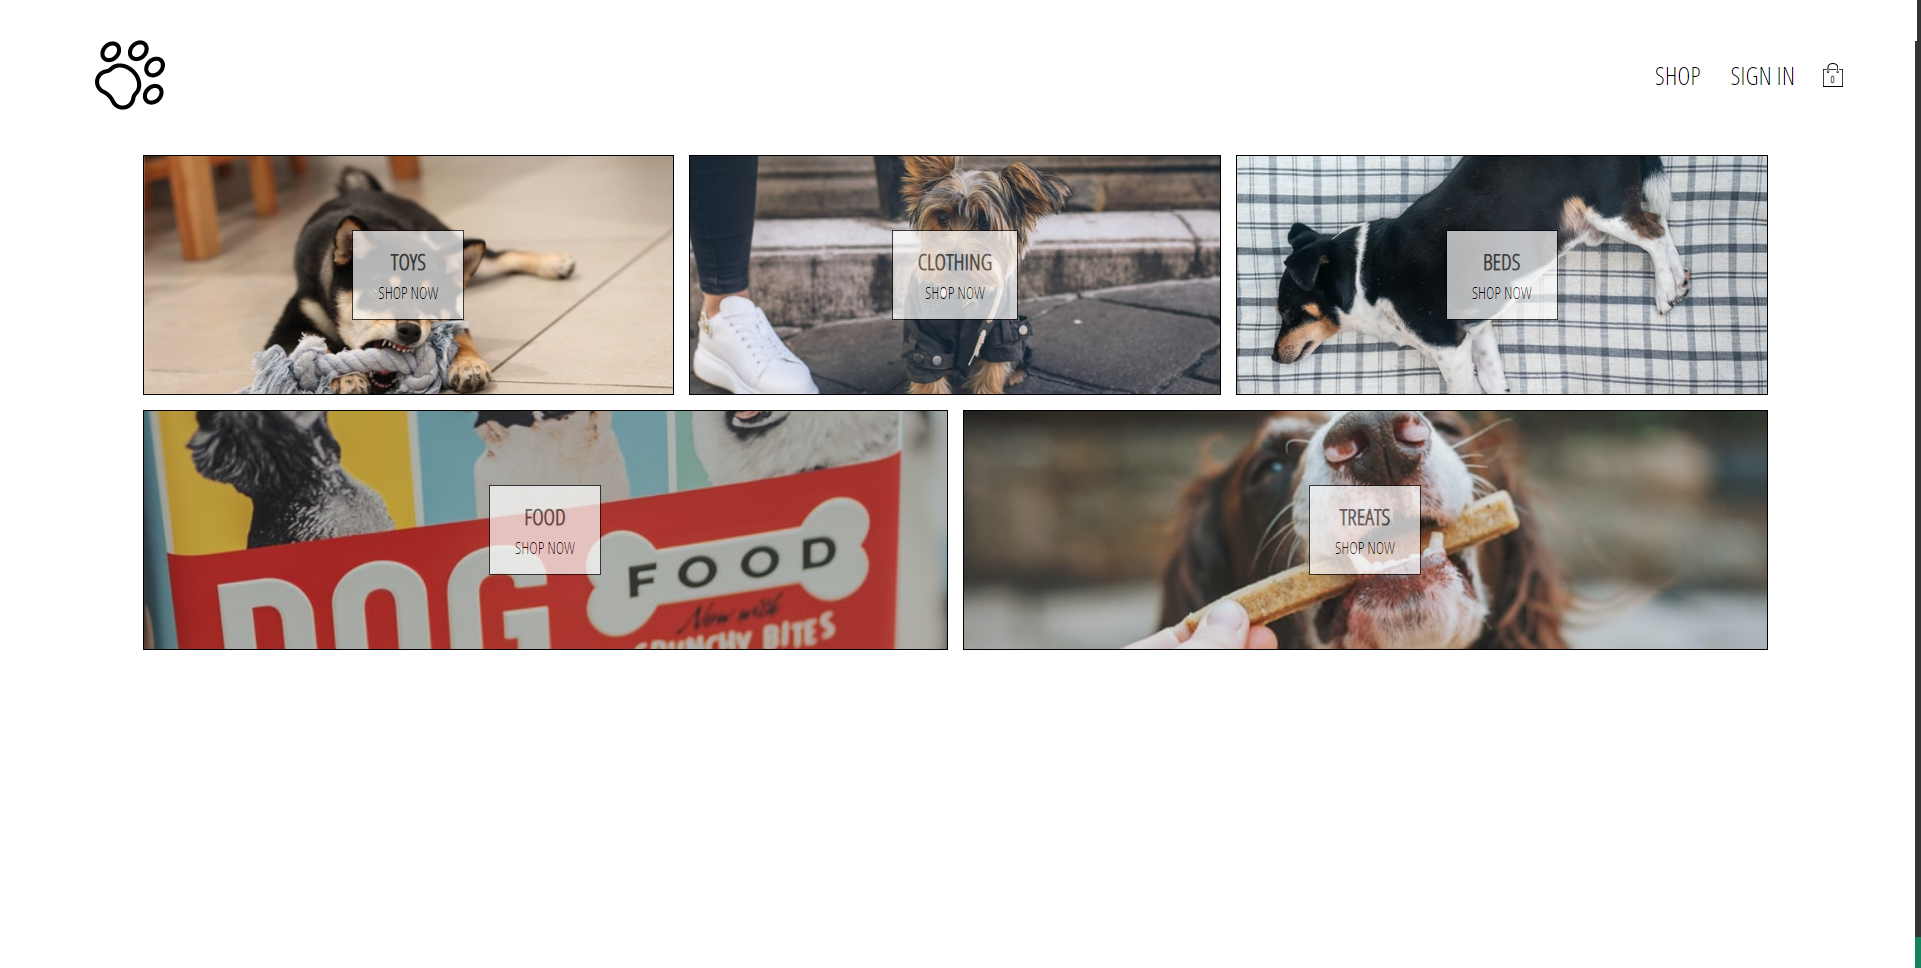 SHOP SIGN IN
0
TOYS
SHOP NOW
CLOTHING
SHOP NOW
BEDS
SHOP NOW
FOOD
SHOP NOW
DOG
FOOD
Now with
CRUNCHY BITES
TREATS
SHOP NOW